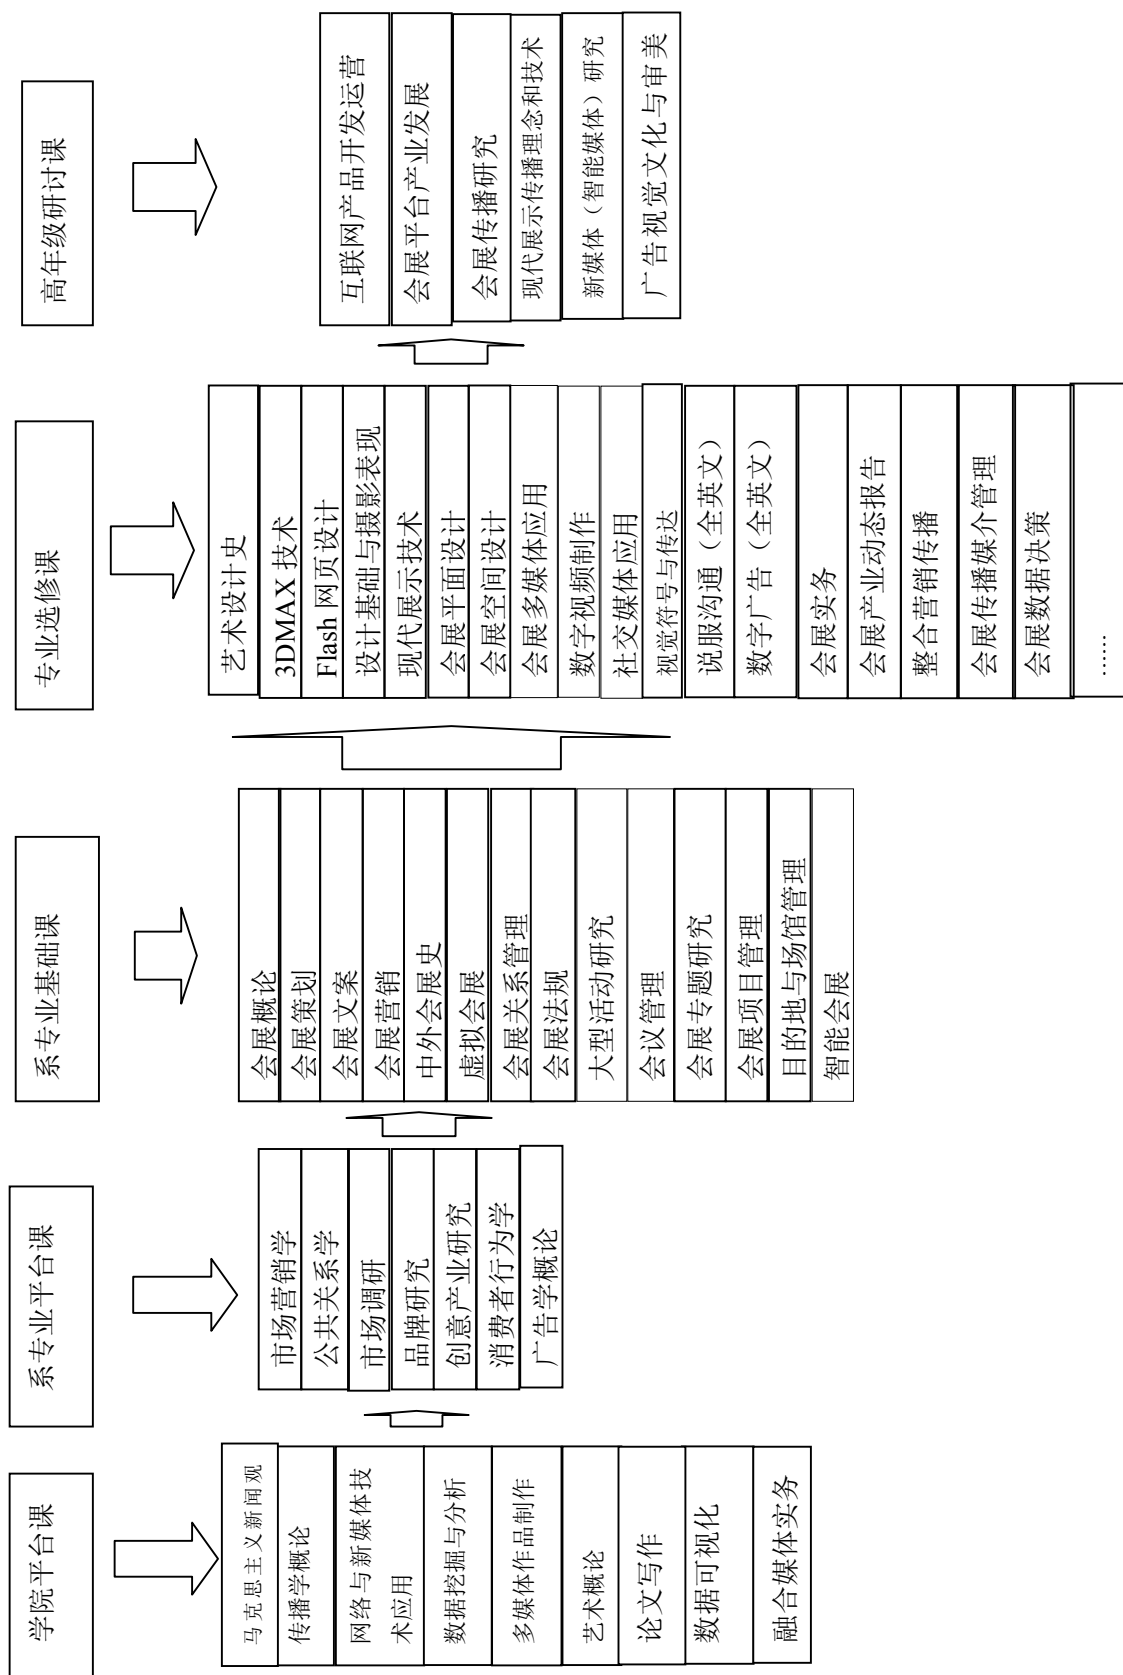 学院平台课
马克思主义新闻观
传播学概论
网络与新媒体技
术应用
数据挖掘与分析
多媒体作品制作
艺术概论
论文写作
数据可视化
融合媒体实务
系专业平台课
市场营销学
公共关系学
市场调研
品牌研究
创意产业研究
消费者行为学
广告学概论
系专业基础课
会展概论
会展策划
会展文案
会展营销
中外会展史
虚拟会展
会展关系管理
会展法规
大型活动研究
会议管理
会展专题研究
会展项目管理
目的地与场馆管理
智能会展
专业选修课
艺术设计史
3DMAX 技术
Flash 网页设计
设计基础与摄影表现
现代展示技术
会展平面设计
会展空间设计
会展多媒体应用
数字视频制作
社交媒体应用
视觉符号与传达
说服沟通（全英文）
数字广告（全英文）
会展实务
会展产业动态报告
整合营销传播
会展传播媒介管理
会展数据决策
……
高年级研讨课
互联网产品开发运营
会展平台产业发展
会展传播研究
现代展示传播理念和技术
新媒体（智能媒体）研究
广告视觉文化与审美